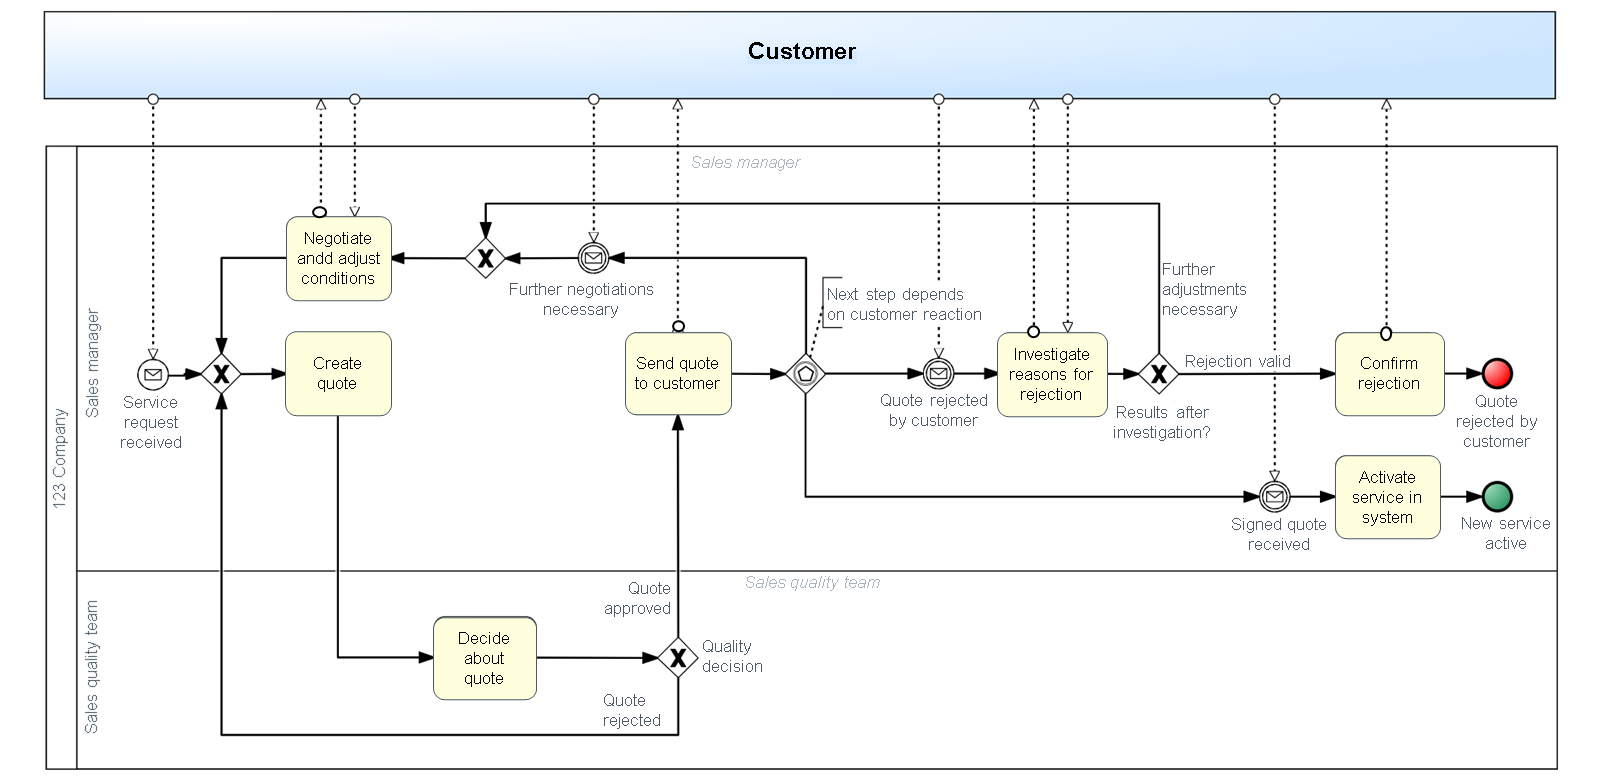 Customer
Sales manager
Sales manager
123 Company
Negotiate
andd adjust
conditions
Further negotiations
necessary
Next step depends
on customer reaction
Further
adjustments
necessary
Service
request
received
Create
quote
Send quote
to customer
Quote rejected
by customer
Investigate
reasons for
rejection
Results after
investigation?
Rejection valid
Confirm
rejection
Quote
rejected by
customer
Signed quote
received
Activate
service in
system
New service
active
Sales quality team
Sales quality team
Quote
approved
Decide
about
quote
Quality
decision
Quote
rejected